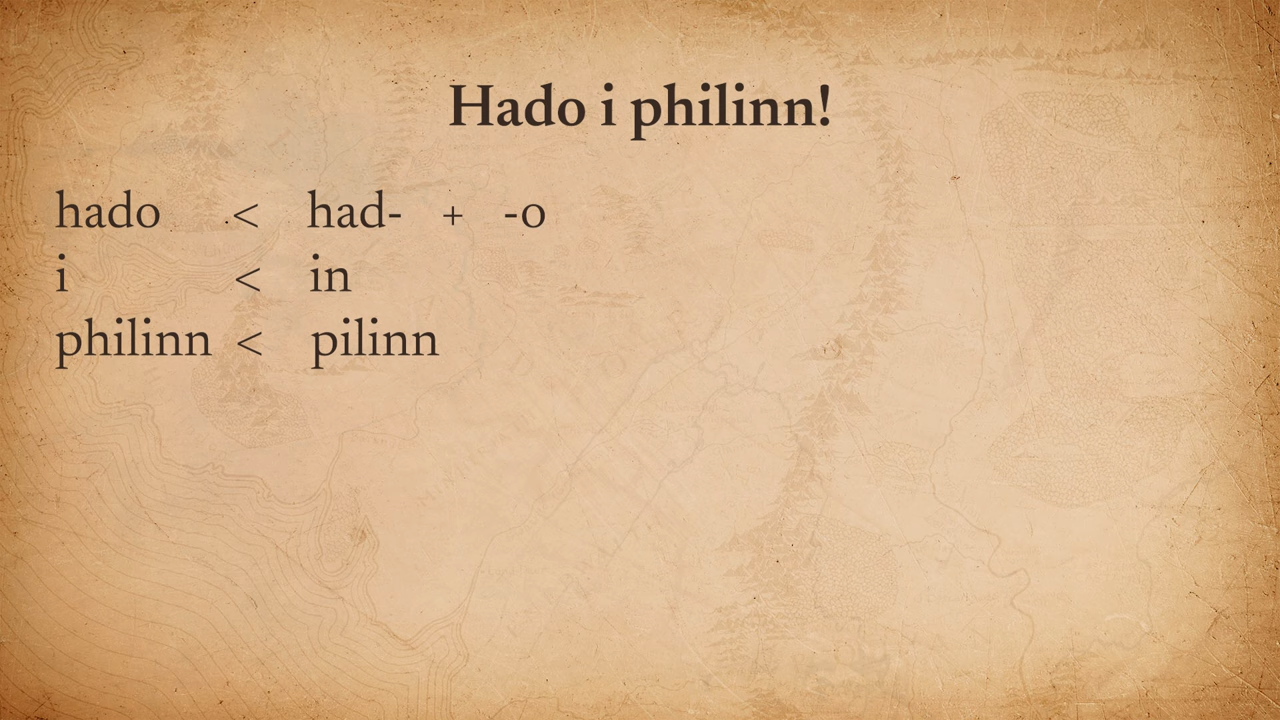 Hado i philinn!
hado < had- + -o
i < in
philinn < pilinn